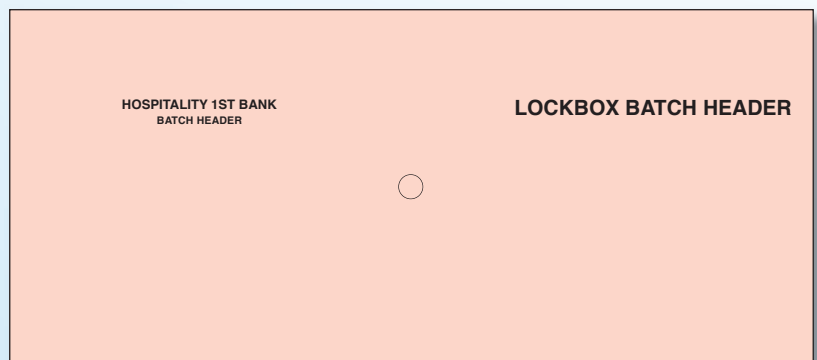 HOSPITALITY 1ST BANK
BATCH HEADER
LOCKBOX BATCH HEADER